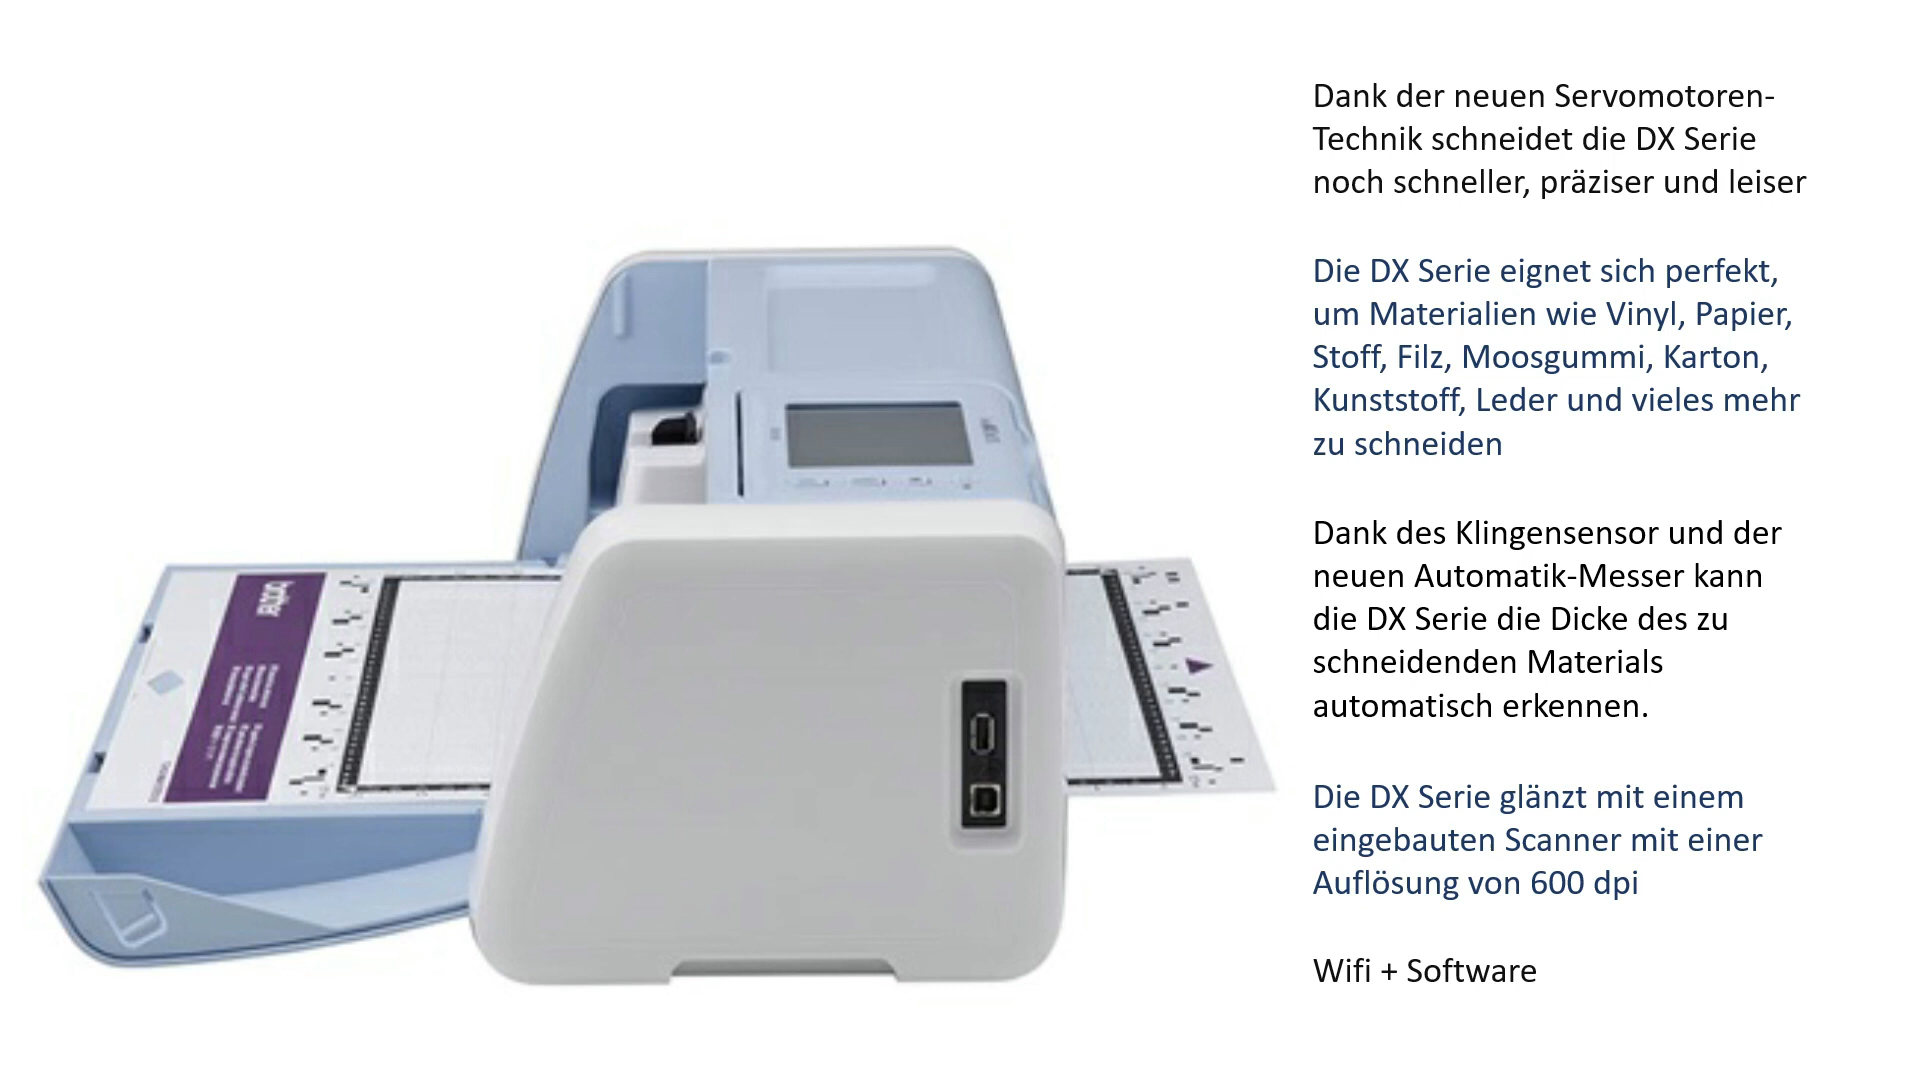 Dank der neuen Servomotoren-
Technik schneidet die DX Serie
noch schneller, präziser und leiser
Die DX Serie eignet sich perfekt,
um Materialien wie Vinyl, Papier,
Stoff, Filz, Moosgummi, Karton,
Kunststoff, Leder und vieles mehr
zu schneiden
Dank des Klingensensor und der
neuen Automatik-Messer kann
die DX Serie die Dicke des zu
schneidenden Materials
automatisch erkennen.
Die DX Serie glänzt mit einem
eingebauten Scanner mit einer
Auflösung von 600 dpi
Wifi + Software
brother